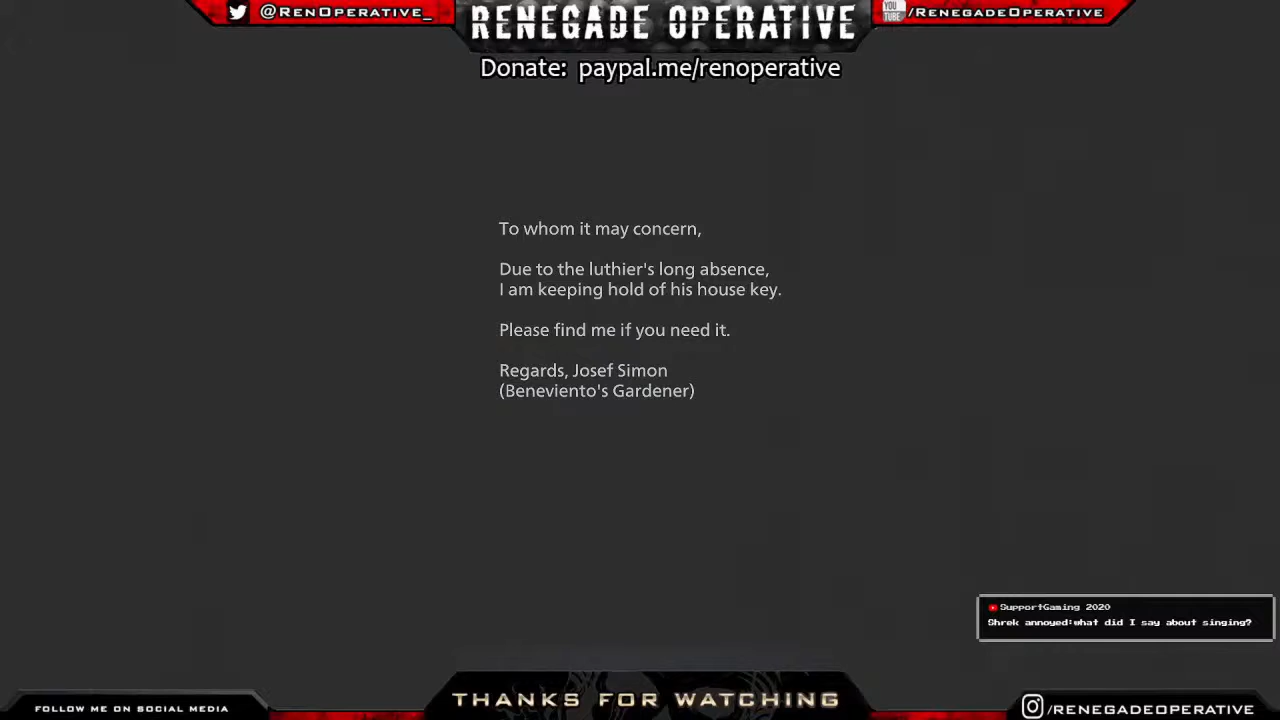 @RenOperative_
RENEGADE OPERATIVE
YOU TUBE /RenegadeOperative
Donate: paypal.me/renoperative
To whom it may concern,
Due to the luthier's long absence,
I am keeping hold of his house key.
Please find me if you need it.
Regards, Josef Simon
(Beneviento's Gardener)
SupportGaming 2020
Shrek annoyed:what did I say about singing?
THANKS FOR WATCHING
FOLLOW ME ON SOCIAL MEDIA
/RENEGADEOPERATIVE